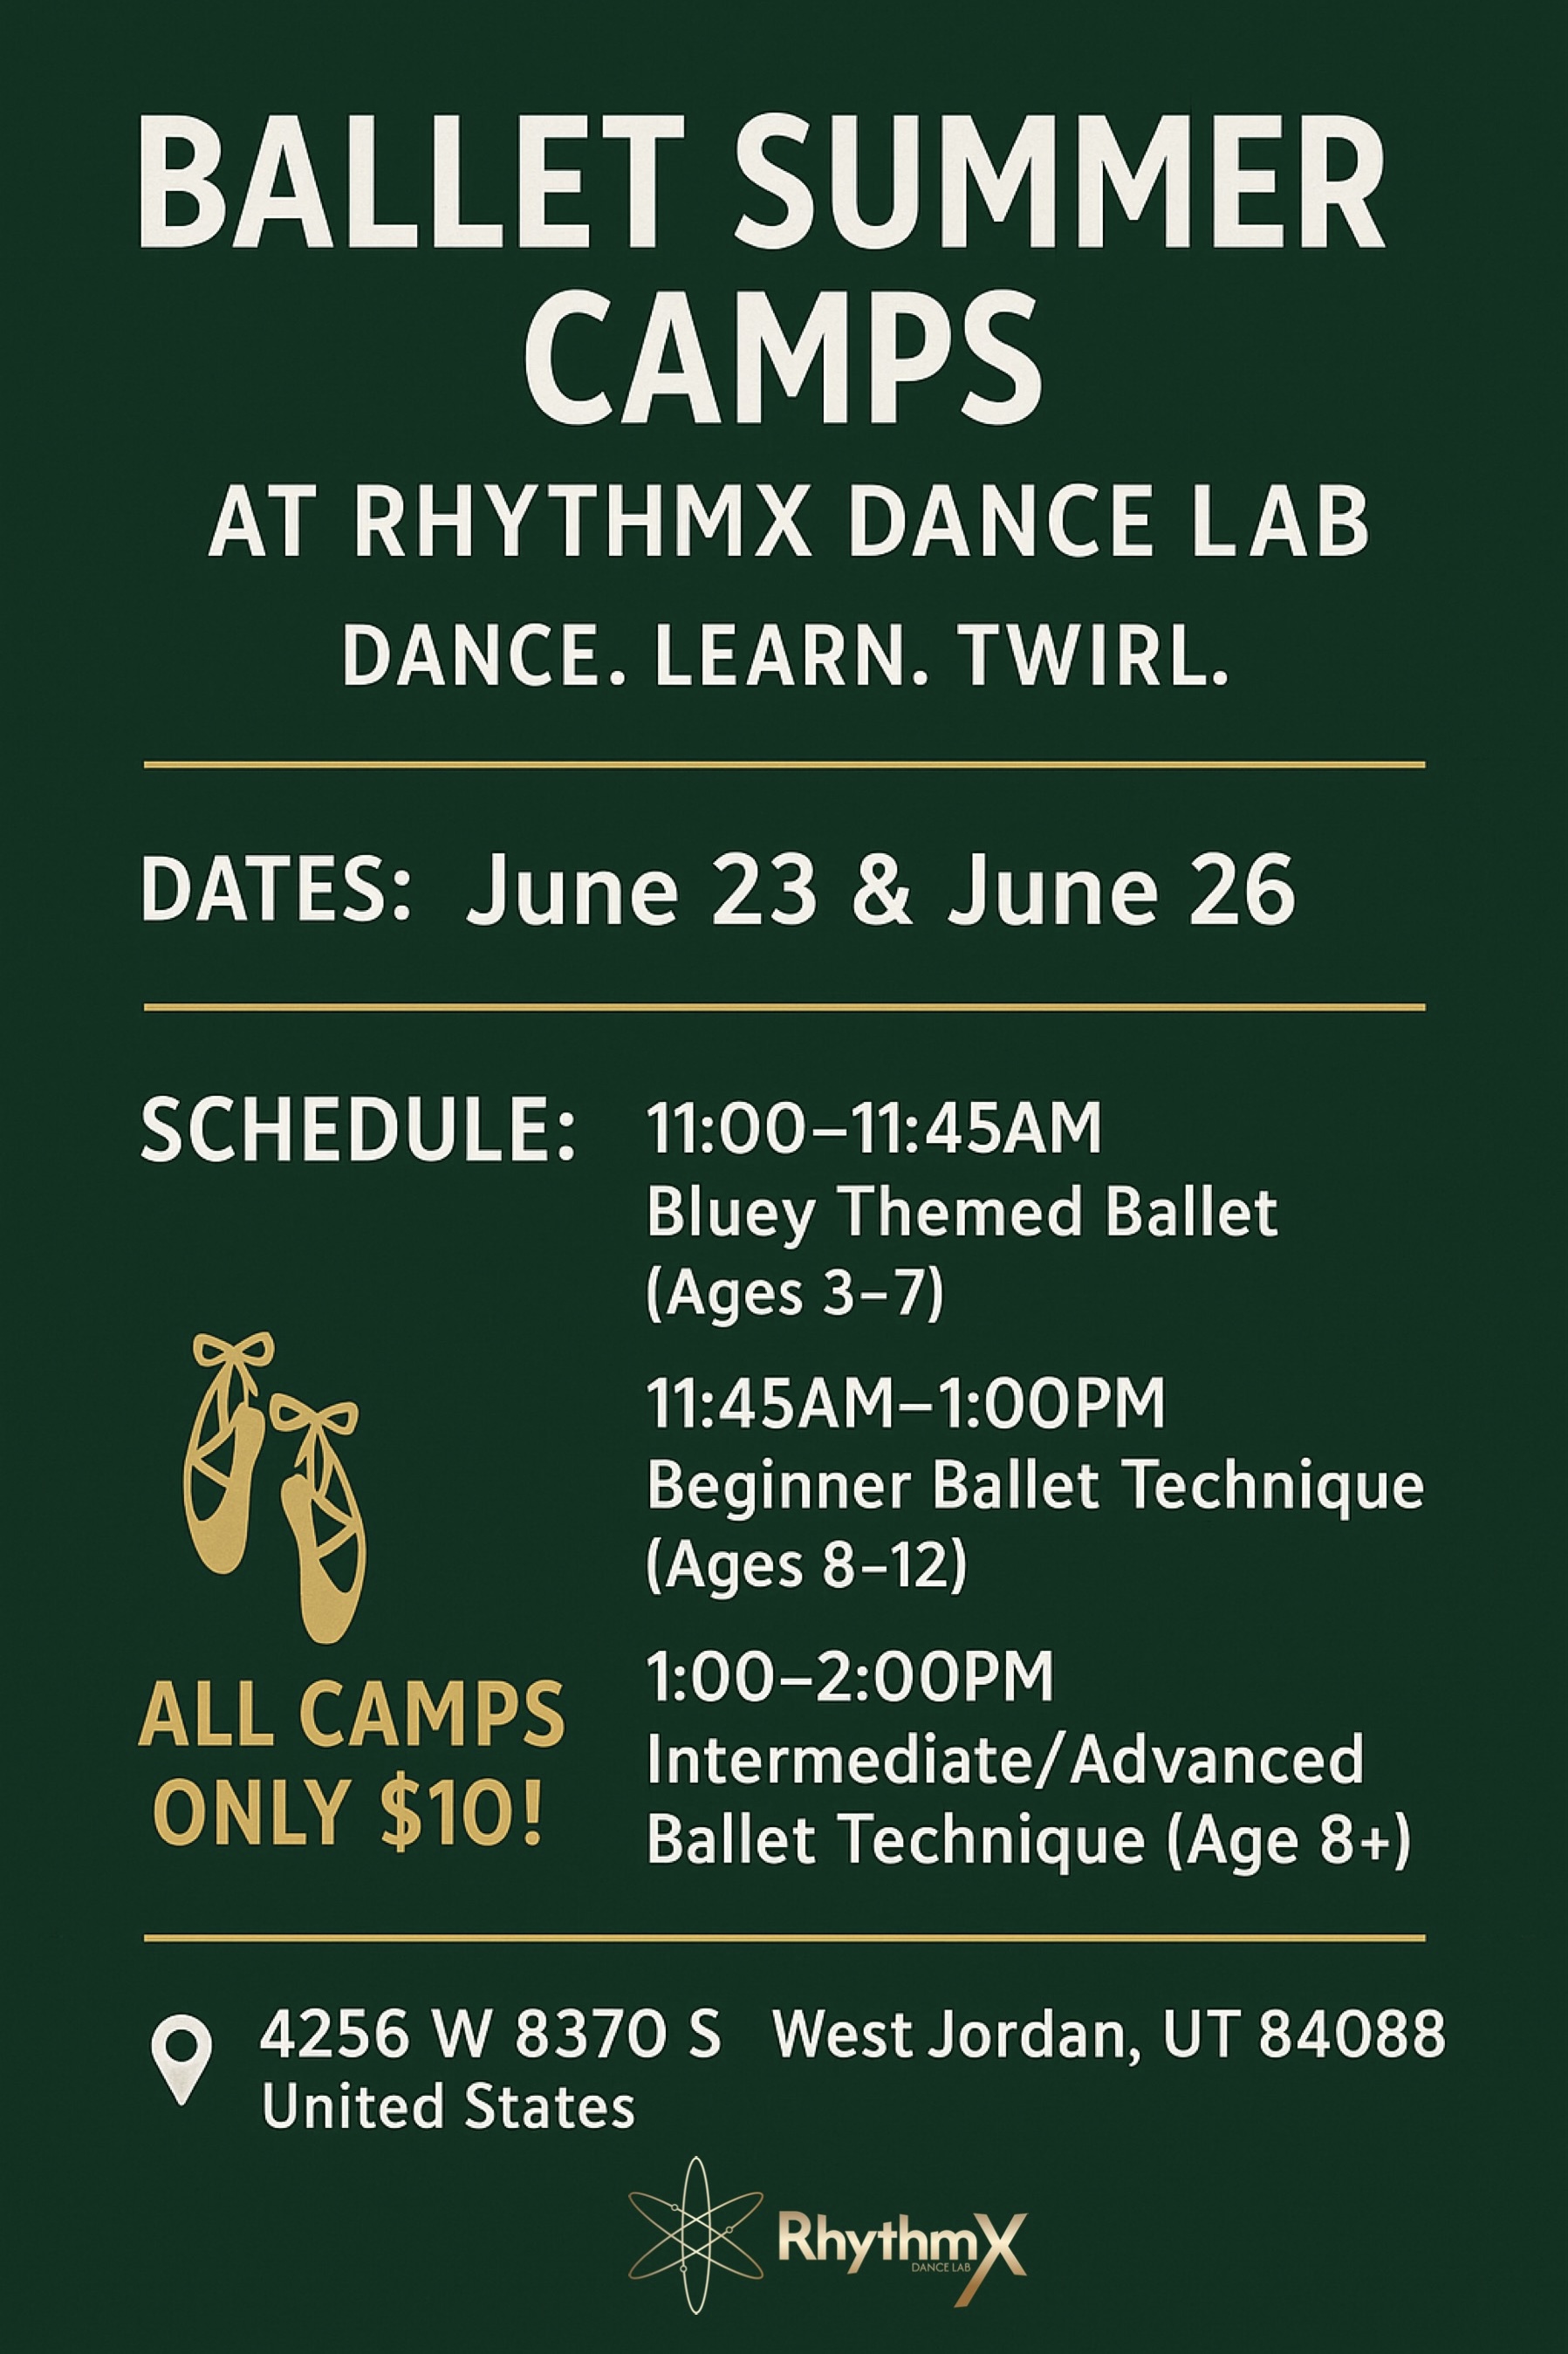 BALLET SUMMER
CAMPS
AT RHYTHMX DANCE LAB
DANCE. LEARN. TWIRL.
DATES: June 23 & June 26
SCHEDULE:
11:00–11:45AM
Bluey Themed Ballet
(Ages 3–7)
11:45AM–1:00PM
Beginner Ballet Technique
(Ages 8–12)
1:00–2:00PM
Intermediate/Advanced
Ballet Technique (Age 8+)
ALL CAMPS
ONLY $10!
4256 W 8370 S West Jordan, UT 84088
United States
RhythmX
DANCE LAB